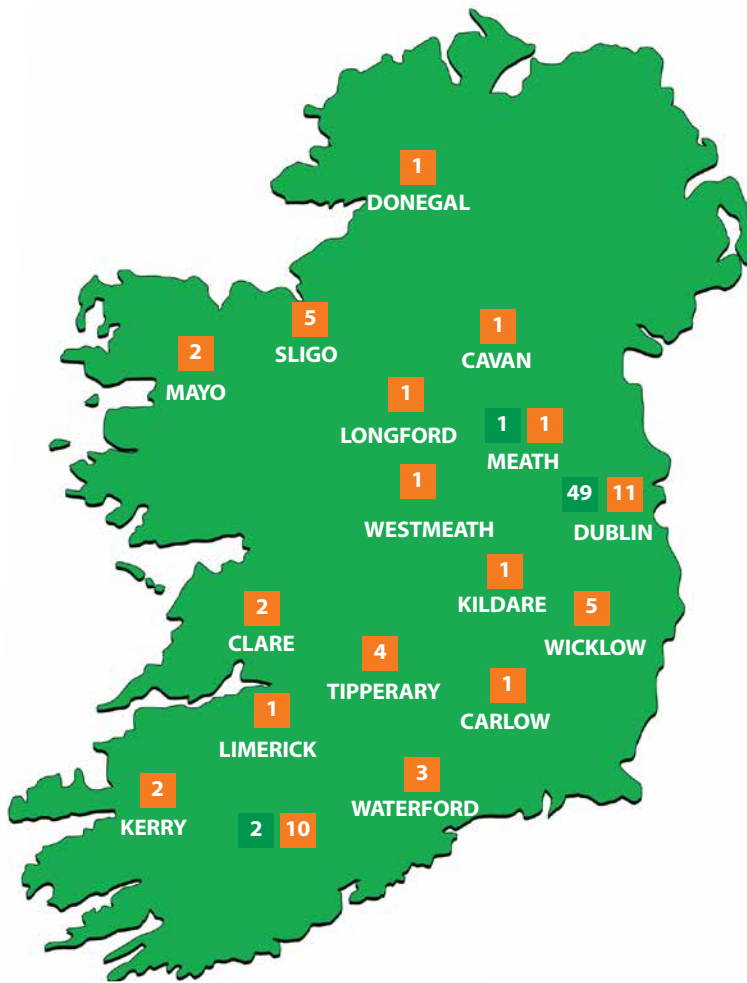 1
DONEGAL
5
SLIGO
1
CAVAN
2
MAYO
1
LONGFORD
1 1
MEATH
1
WESTMEATH
49 11
DUBLIN
1
KILDARE
2
CLARE
5
WICKLOW
4
TIPPERARY
1
CARLOW
1
LIMERICK
3
WATERFORD
2
KERRY
2 10